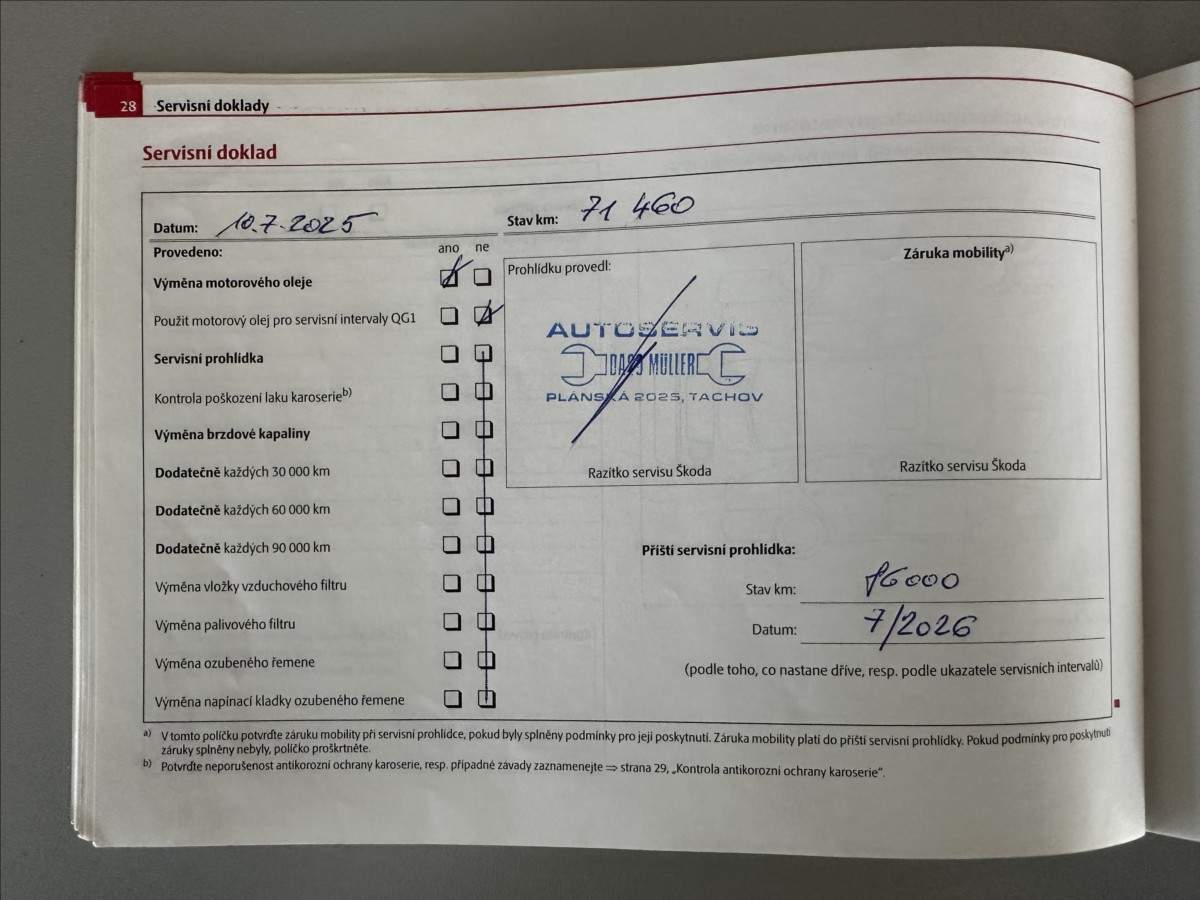 28 Servisní doklady
Servisní doklad
Datum: 10.7.2025 Stav km: 71 460
Provedeno: ano ne
Výměna motorového oleje
Použit motorový olej pro servisní intervaly QG1
Servisní prohlídka
Kontrola poškození laku karoserie b)
Výměna brzdové kapaliny
Dodatečně každých 30 000 km
Dodatečně každých 60 000 km
Dodatečně každých 90 000 km
Výměna vložky vzduchového filtru
Výměna palivového filtru
Výměna ozubeného řemene
Výměna napínací kladky ozubeného řemene
Prohlídku provedl:
AUTOSERVIS
MÜLLER
PLÁNSKÁ 2025, TACHOV
Razítko servisu Škoda
Záruka mobility a)
Razítko servisu Škoda
Příští servisní prohlídka:
Stav km: 86000
Datum: 7/2026
(podle toho, co nastane dříve, resp. podle ukazatele servisních intervalů)
a) V tomto políčku potvrďte záruku mobility při servisní prohlídce, pokud byly splněny podmínky pro její poskytnutí. Záruka mobility platí do příští servisní prohlídky. Pokud podmínky pro poskytnutí
záruky splněny nebyly, políčko proškrtněte.
b) Potvrďte neporušenost antikorozní ochrany karoserie, resp. případné závady zaznamenejte ⇒ strana 29, „Kontrola antikorozní ochrany karoserie“.